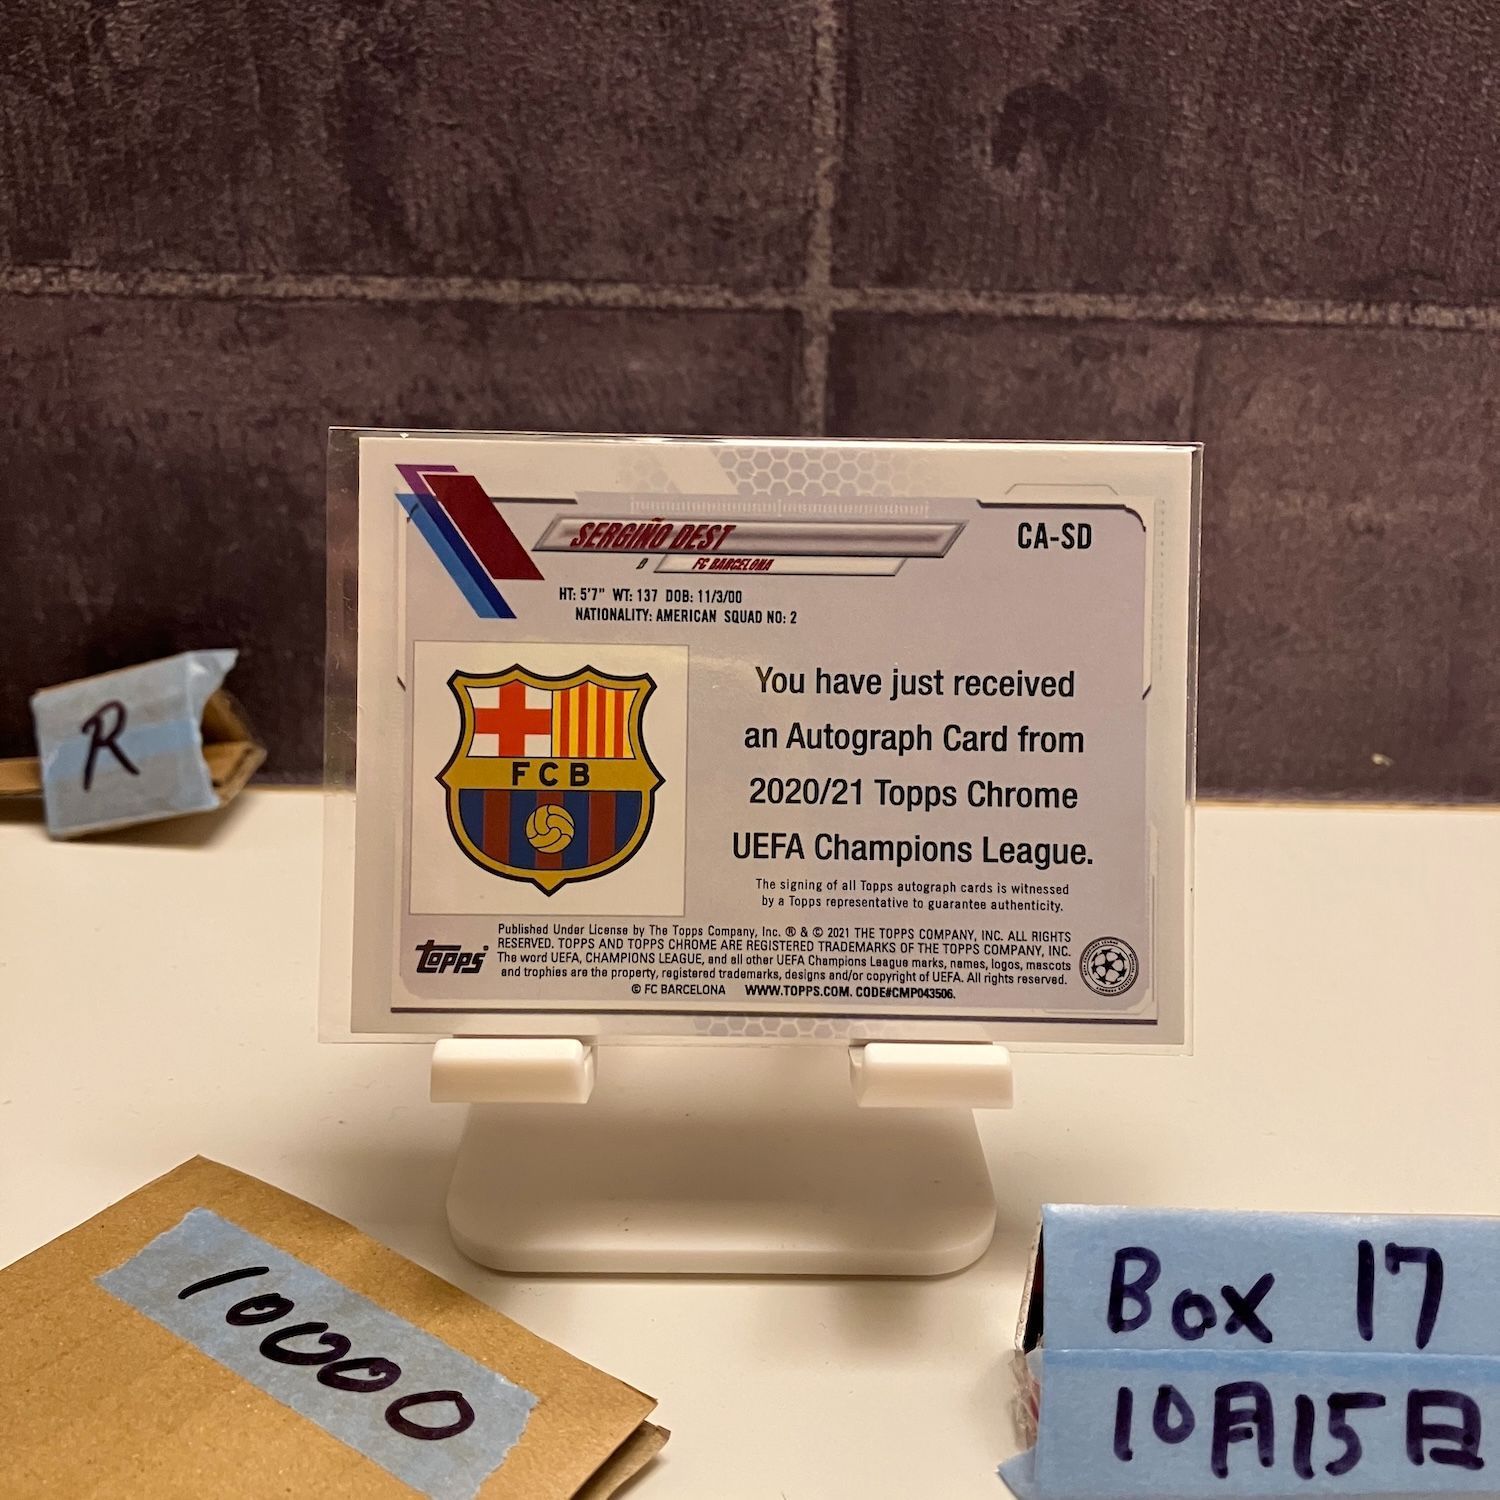 SERGIÑO DEST
CA-SD
D FC BARCELONA
HT: 5'7" WT: 137 DOB: 11/3/00
NATIONALITY: AMERICAN SQUAD NO: 2
FCB
You have just received
an Autograph Card from
2020/21 Topps Chrome
UEFA Champions League.
The signing of all Topps autograph cards is witnessed
by a Topps representative to guarantee authenticity.
Topps
Published Under License by The Topps Company, Inc. ® & © 2021 THE TOPPS COMPANY, INC. ALL RIGHTS
RESERVED. TOPPS AND TOPPS CHROME ARE REGISTERED TRADEMARKS OF THE TOPPS COMPANY, INC.
The word UEFA, CHAMPIONS LEAGUE, and all other UEFA Champions League marks, names, logos, mascots
and trophies are the property, registered trademarks, designs and/or copyright of UEFA. All rights reserved.
© FC BARCELONA WWW.TOPPS.COM. CODE#CMP043506.
R
10000
Box 17
10月15日